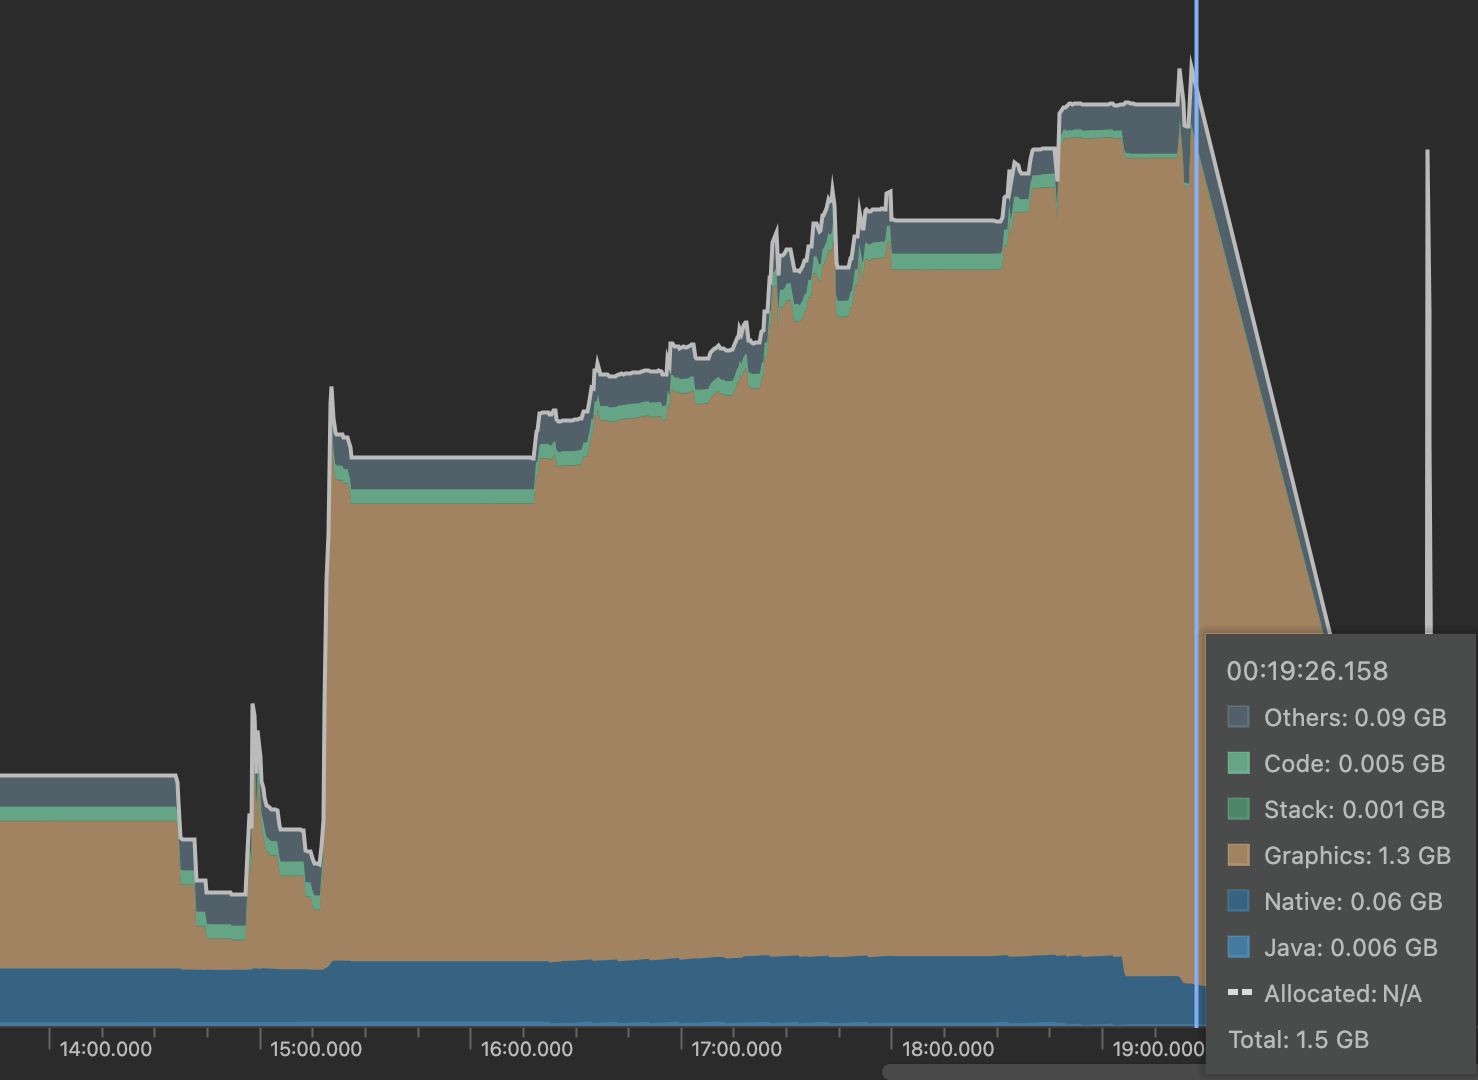 00:19:26.158
Others: 0.09 GB
Code: 0.005 GB
Stack: 0.001 GB
Graphics: 1.3 GB
Native: 0.06 GB
Java: 0.006 GB
Allocated: N/A
Total: 1.5 GB
14:00.000 15:00.000 16:00.000 17:00.000 18:00.000 19:00.000